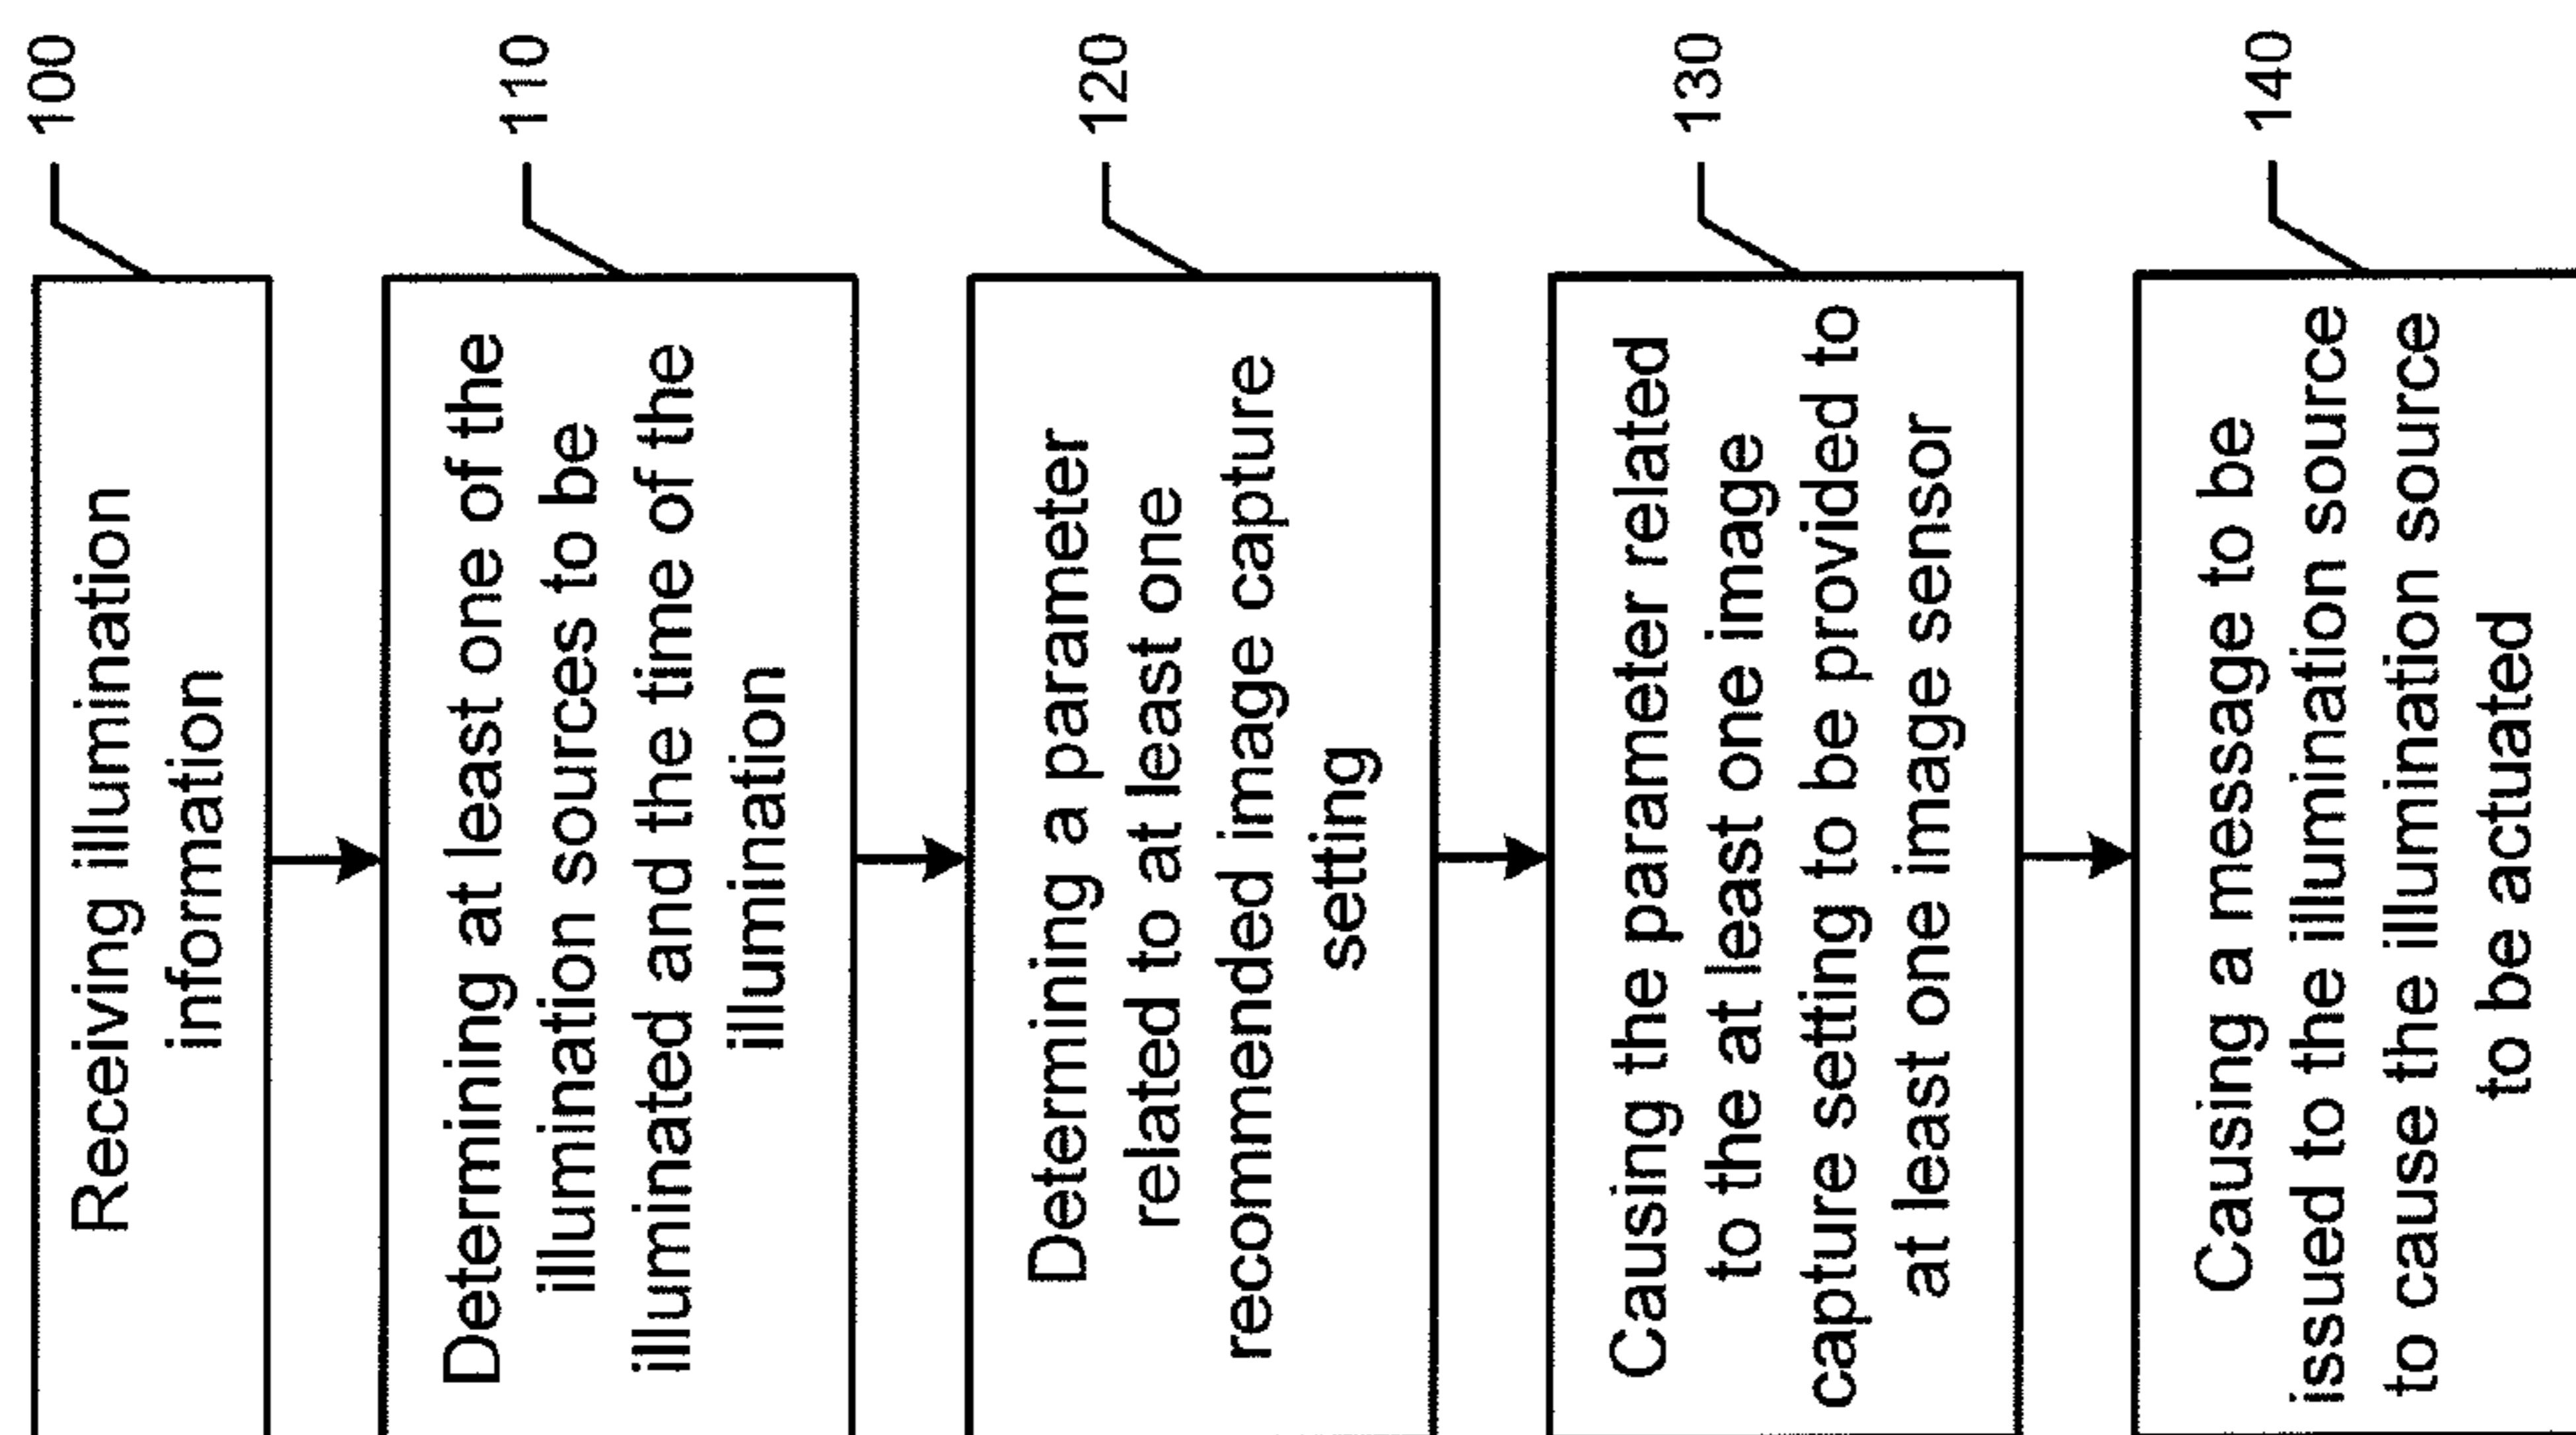 100
Receiving illumination
information
110
Determining at least one of the
illumination sources to be
illuminated and the time of the
illumination
120
Determining a parameter
related to at least one
recommended image capture
setting
130
Causing the parameter related
to the at least one image
capture setting to be provided to
at least one image sensor
140
Causing a message to be
issued to the illumination source
to cause the illumination source
to be actuated